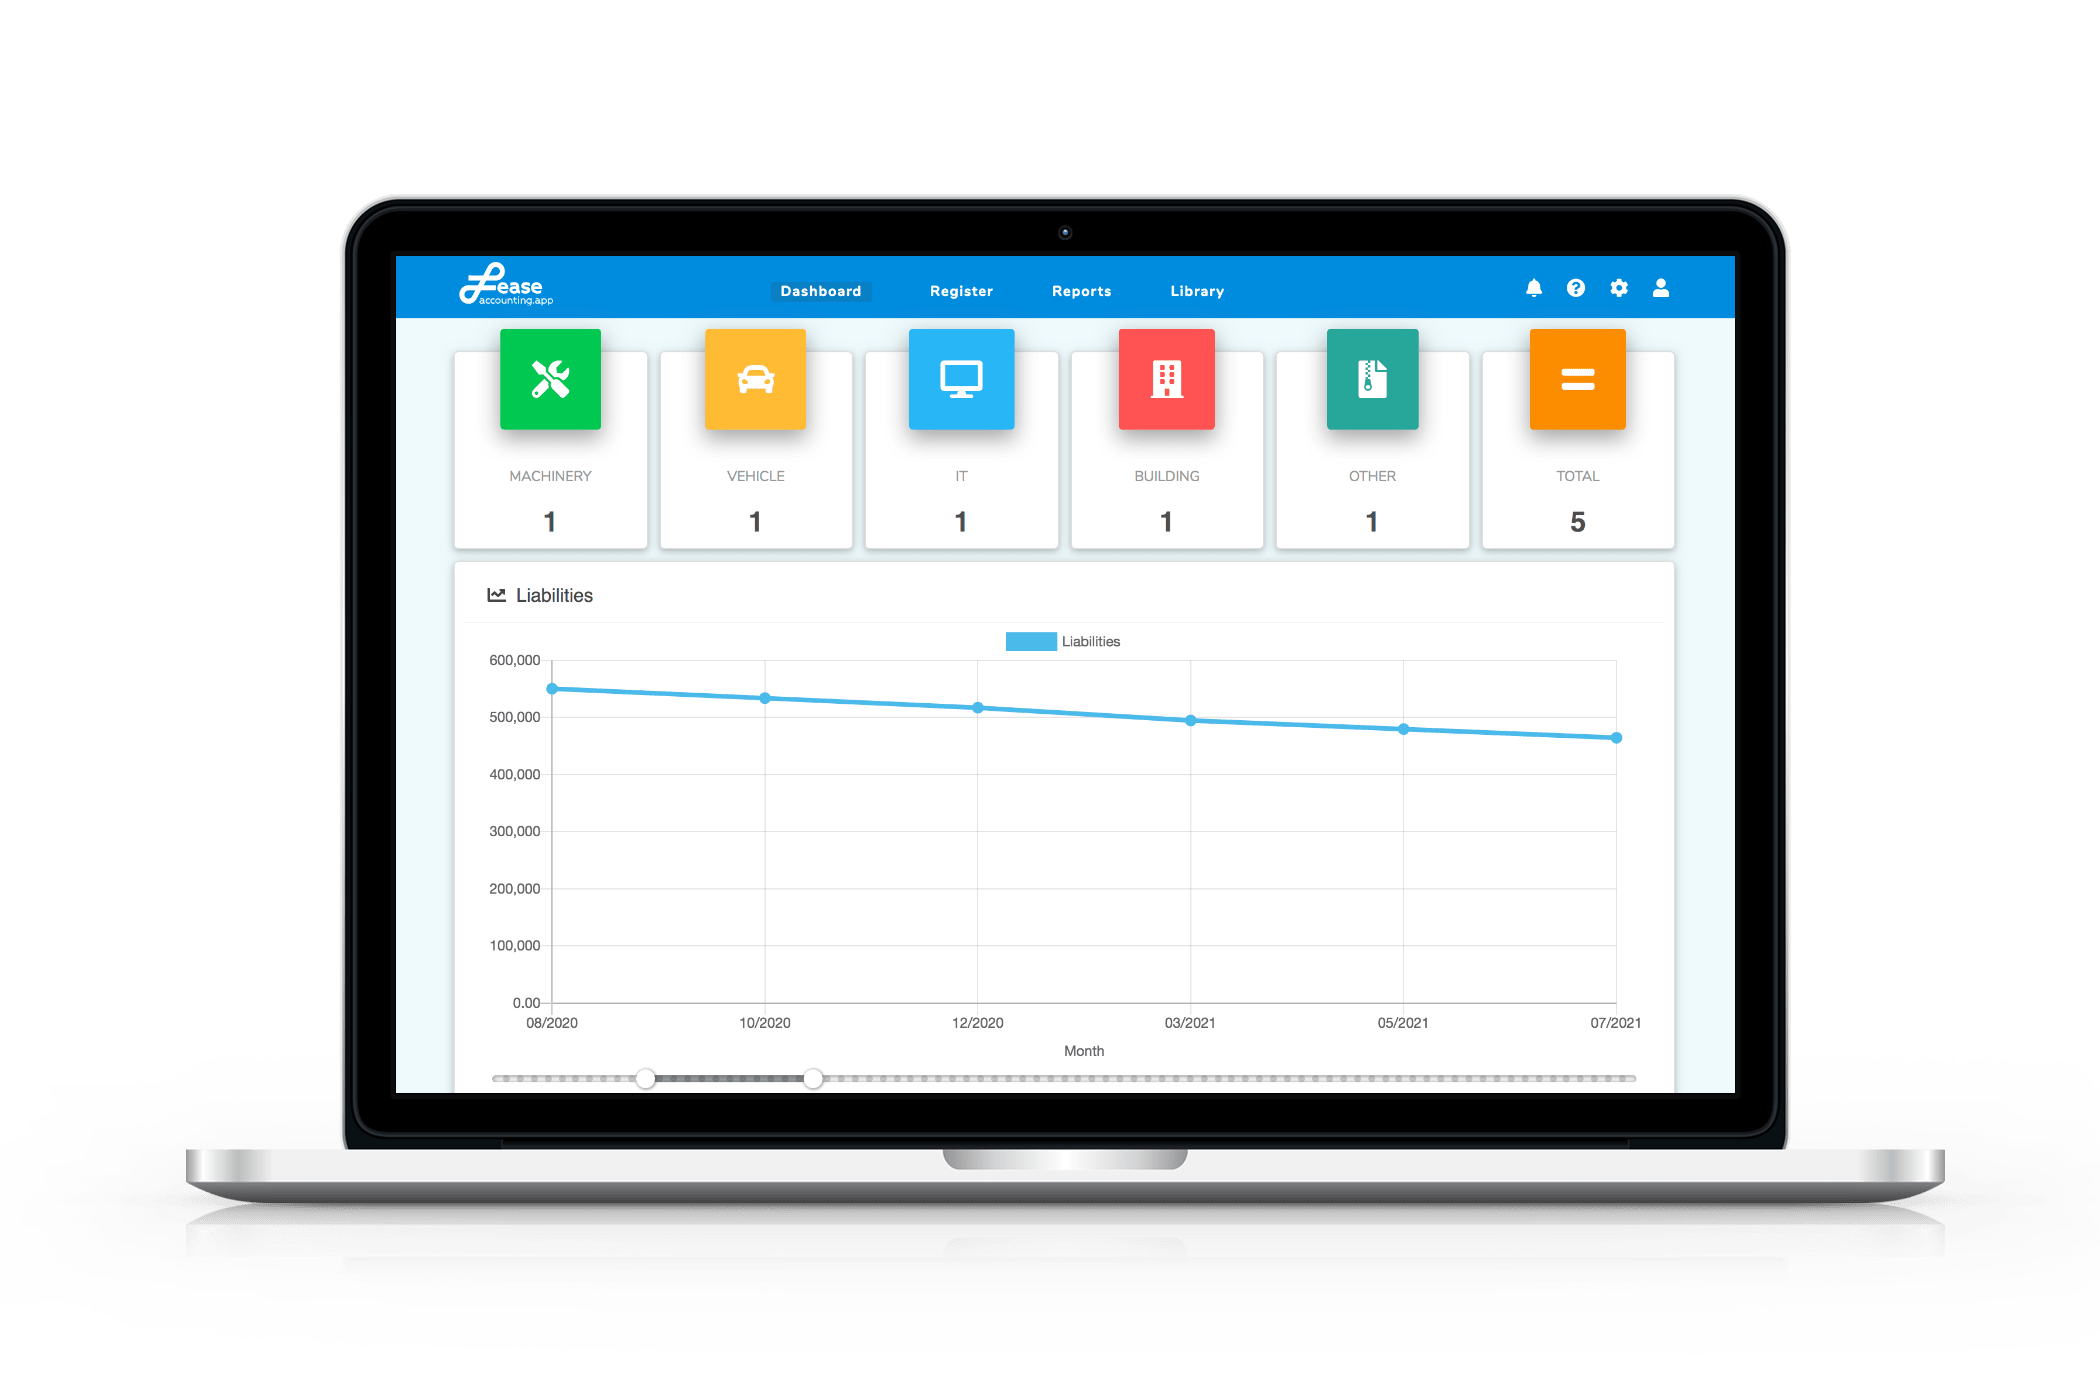 Lease
accounting.app
Dashboard Register Reports Library
MACHINERY VEHICLE IT BUILDING OTHER TOTAL
1 1 1 1 1 5
Liabilities
Liabilities
600,000
500,000
400,000
300,000
200,000
100,000
0.00
08/2020 10/2020 12/2020 03/2021 05/2021 07/2021
Month